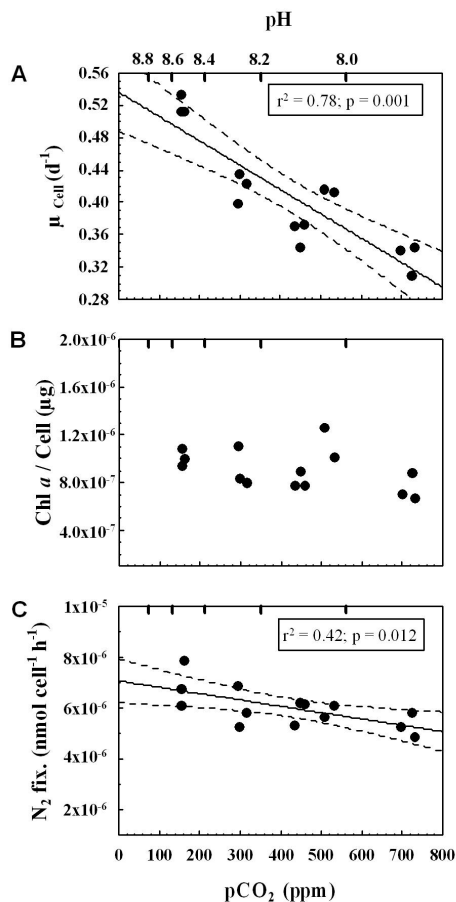 pH
8.8 8.6 8.4 8.2 8.0
A
r² = 0.78; p = 0.001
0.56
0.52
0.48
0.44
0.40
0.36
0.32
0.28
μ Cell (d⁻¹)
B
2.0x10⁻⁶
1.6x10⁻⁶
1.2x10⁻⁶
8.0x10⁻⁷
4.0x10⁻⁷
Chl a / Cell (μg)
C
r² = 0.42; p = 0.012
1x10⁻⁵
8x10⁻⁶
6x10⁻⁶
4x10⁻⁶
2x10⁻⁶
N₂ fix. (nmol cell⁻¹ h⁻¹)
0 100 200 300 400 500 600 700 800
pCO₂ (ppm)